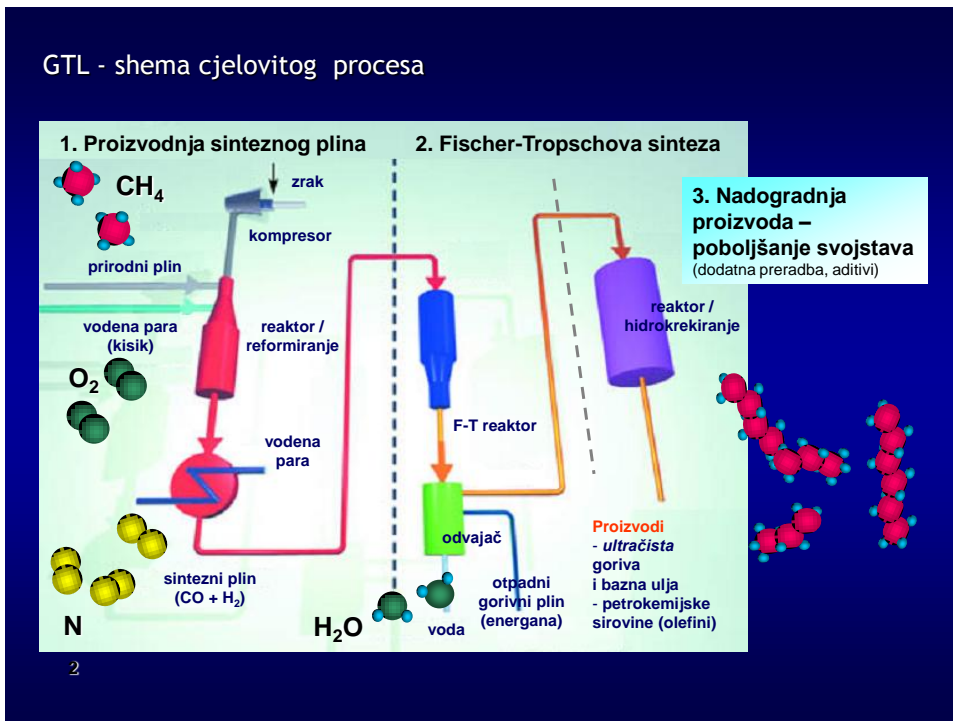 GTL - shema cjelovitog procesa
1. Proizvodnja sinteznog plina
2. Fischer-Tropschova sinteza
3. Nadogradnja
proizvoda –
poboljšanje svojstava
(dodatna preradba, aditivi)
CH4
zrak
kompresor
prirodni plin
vodena para
(kisik)
reaktor /
reformiranje
reaktor /
hidrokrekiranje
O2
F-T reaktor
vodena
para
odvajač
Proizvodi
- ultračista
goriva
i bazna ulja
- petrokemijske
sirovine (olefini)
sintezni plin
(CO + H2)
otpadni
gorivni plin
(energana)
N
H2O
voda
2